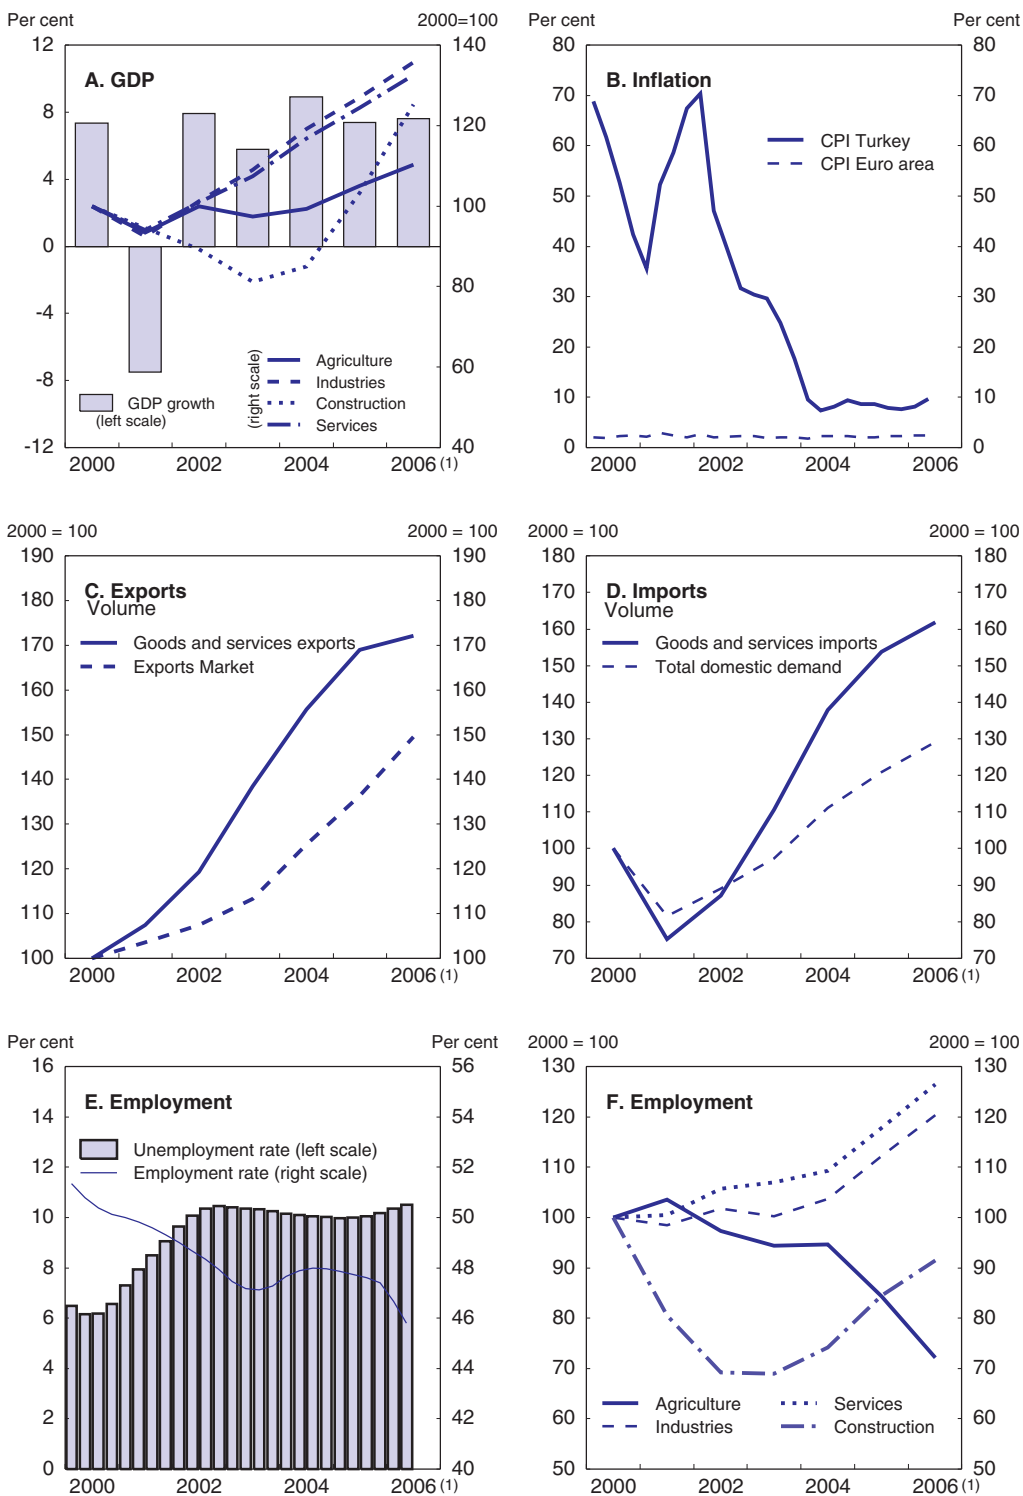 Per cent 2000=100
12 140
A. GDP
8 120
4 100
0
80
-4
60
-8
-12 40
(right scale)
Agriculture
Industries
Construction
Services
GDP growth
(left scale)
2000 2002 2004 2006 (1)
Per cent Per cent
80 80
B. Inflation
70 70
CPI Turkey
60 60
CPI Euro area
50 50
40 40
30 30
20 20
10 10
0 0
2000 2002 2004 2006
2000 = 100 2000 = 100
190 190
C. Exports
180 180
Volume
Goods and services exports
170 170
Exports Market
160 160
150 150
140 140
130 130
120 120
110 110
100 100
2000 2002 2004 2006 (1)
2000 = 100 2000 = 100
180 180
D. Imports
170 170
Volume
Goods and services imports
160 160
Total domestic demand
150 150
140 140
130 130
120 120
110 110
100 100
90 90
80 80
70 70
2000 2002 2004 2006 (1)
Per cent Per cent
16 56
E. Employment
14 54
Unemployment rate (left scale)
12 52
Employment rate (right scale)
10 50
8 48
6 46
4 44
2 42
0 40
2000 2002 2004 2006 (1)
2000 = 100 2000 = 100
130 130
F. Employment
120 120
110 110
100 100
90 90
80 80
70 70
Agriculture Services
60 60
Industries Construction
50 50
2000 2002 2004 2006 (1)